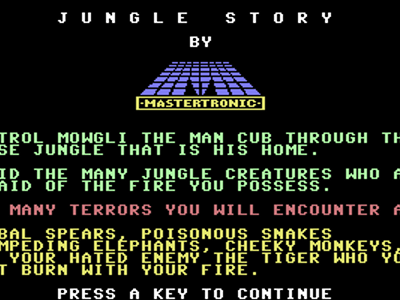 JUNGLE STORY
BY
-MASTERTRONIC-
TROL MOWGLI THE MAN CUB THROUGH TH
SE JUNGLE THAT IS HIS HOME.
ID THE MANY JUNGLE CREATURES WHO A
AID OF THE FIRE YOU POSSESS.
MANY TERRORS YOU WILL ENCOUNTER A
BAL SPEARS, POISONOUS SNAKES
MPEDING ELEPHANTS, CHEEKY MONKEYS,
YOUR HATED ENEMY THE TIGER WHO YO
T BURN WITH YOUR FIRE.
PRESS A KEY TO CONTINUE